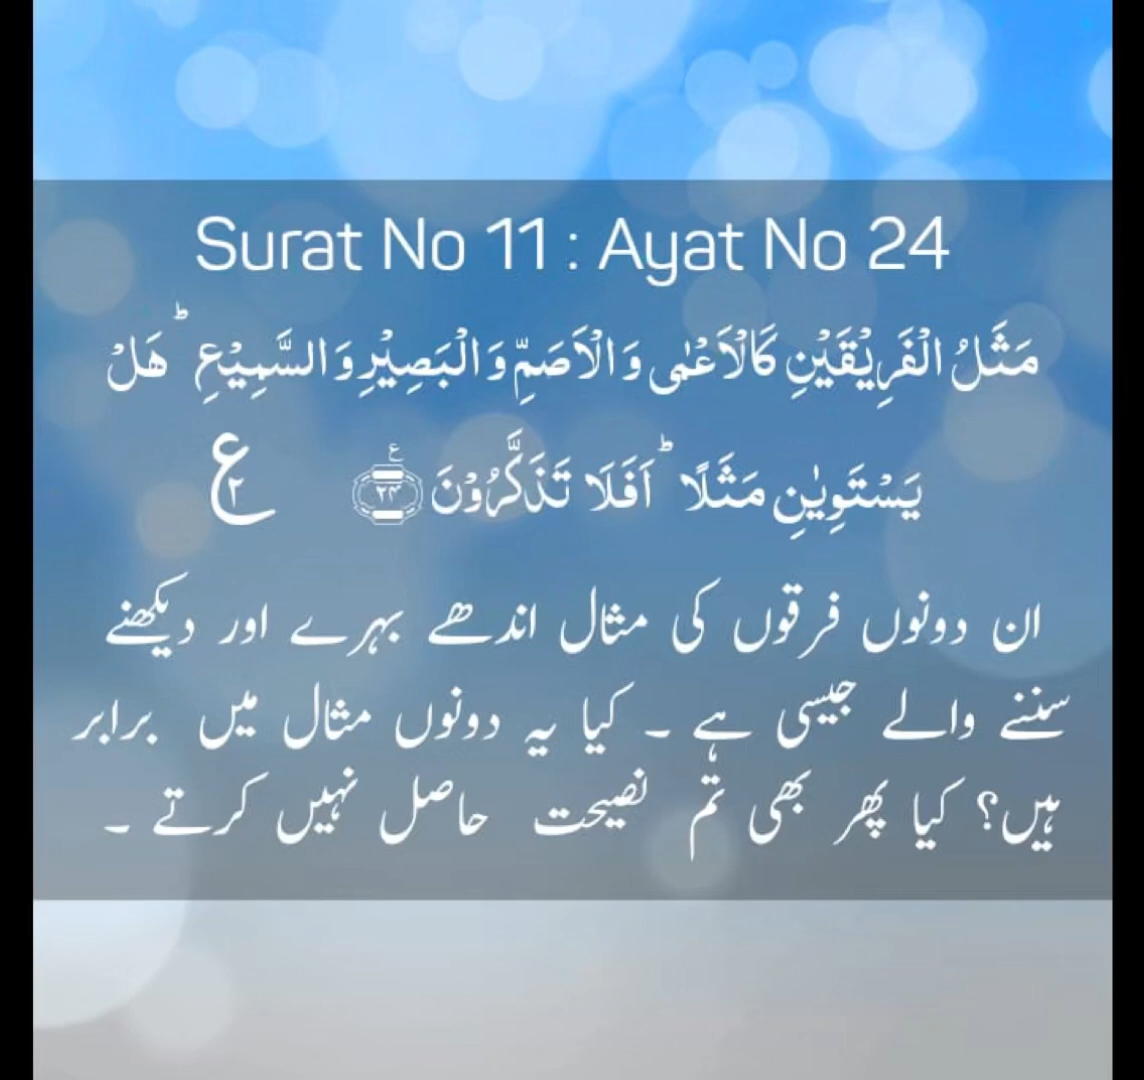 Surat No 11 : Ayat No 24
مَثَلُ الْفَرِيْقَيْنِ كَالْاَعْمٰى وَالْاَصَمِّ وَالْبَصِيْرِ وَالسَّمِيْعِ ؕ هَلْ
يَسْتَوِيٰنِ مَثَلًا ؕ اَفَلَا تَذَكَّرُوْنَ ۟ع ۲۴ ع ۲
ان دونوں فرقوں کی مثال اندھے بہرے اور دیکھنے
سننے والے جیسی ہے ۔ کیا یہ دونوں مثال میں برابر
ہیں؟ کیا پھر بھی تم نصیحت حاصل نہیں کرتے ۔